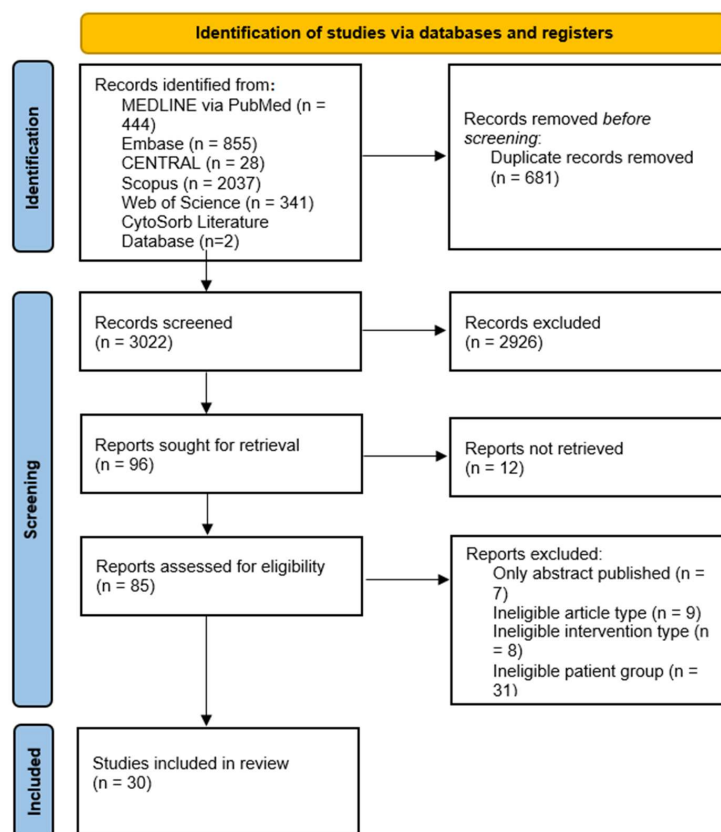 Identification of studies via databases and registers
Identification
Records identified from:
MEDLINE via PubMed (n =
444)
Embase (n = 855)
CENTRAL (n = 28)
Scopus (n = 2037)
Web of Science (n = 341)
CytoSorb Literature
Database (n=2)
Records removed before
screening:
Duplicate records removed
(n = 681)
Screening
Records screened
(n = 3022)
Records excluded
(n = 2926)
Reports sought for retrieval
(n = 96)
Reports not retrieved
(n = 12)
Reports assessed for eligibility
(n = 85)
Reports excluded:
Only abstract published (n =
7)
Ineligible article type (n = 9)
Ineligible intervention type (n
= 8)
Ineligible patient group (n =
31)
Included
Studies included in review
(n = 30)